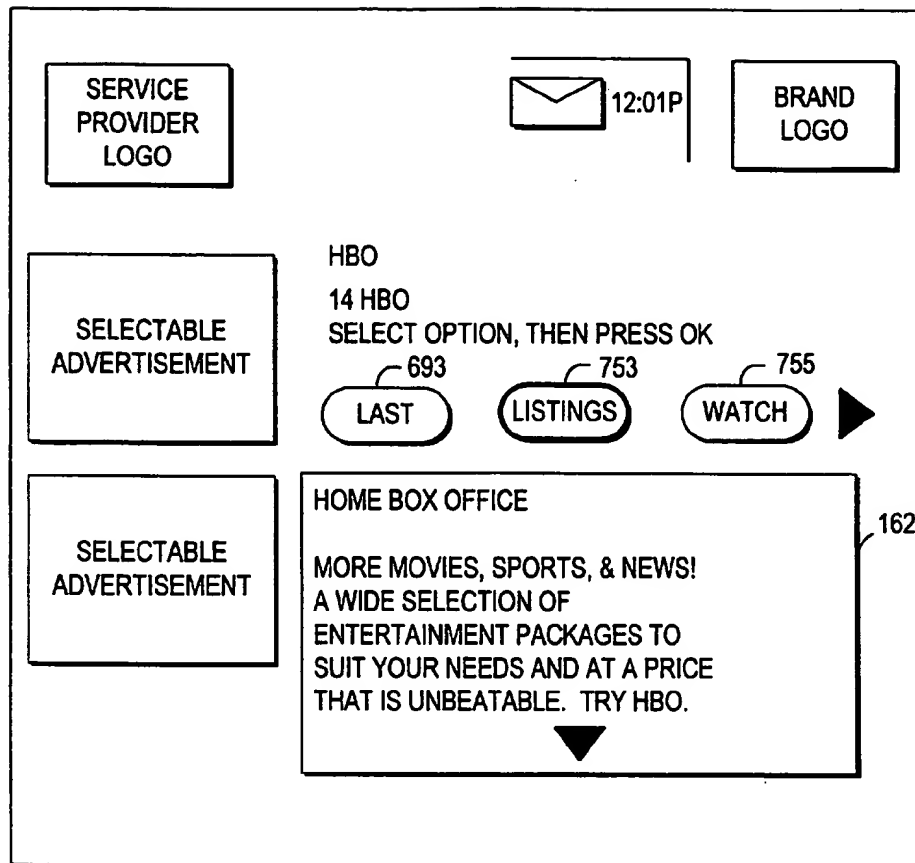 SERVICE
PROVIDER
LOGO
12:01P
BRAND
LOGO
SELECTABLE
ADVERTISEMENT
HBO
14 HBO
SELECT OPTION, THEN PRESS OK
693
753
755
LAST
LISTINGS
WATCH
SELECTABLE
ADVERTISEMENT
HOME BOX OFFICE
162
MORE MOVIES, SPORTS, & NEWS!
A WIDE SELECTION OF
ENTERTAINMENT PACKAGES TO
SUIT YOUR NEEDS AND AT A PRICE
THAT IS UNBEATABLE. TRY HBO.